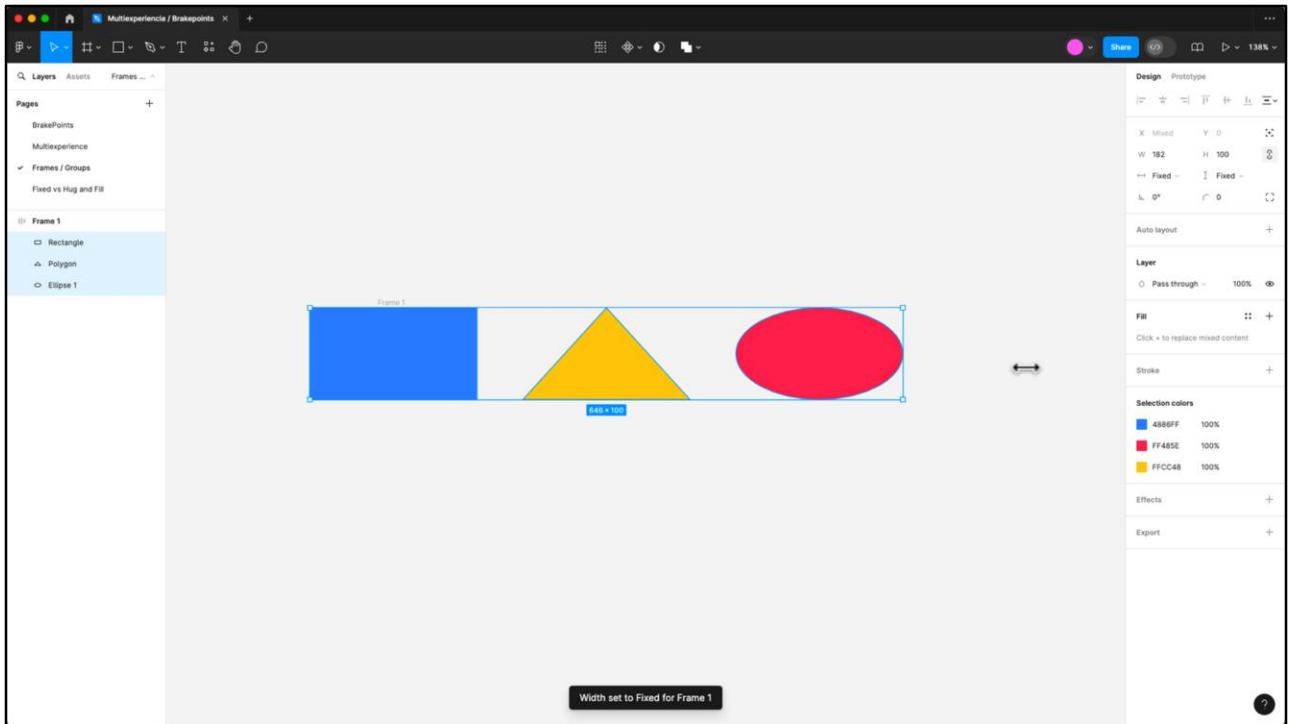 Multiexperiencia / Brakepoints × +
Share
138%
Layers Assets Frames ...
Pages
BrakePoints
Multiexperience
Frames / Groups
Fixed vs Hug and Fill
Frame 1
Rectangle
Polygon
Ellipse 1
Frame 1
646 × 100
Width set to Fixed for Frame 1
Design Prototype
X Mixed Y 0
W 182 H 100
Fixed Fixed
0° 0
Auto layout
Layer
Pass through 100%
Fill
Click + to replace mixed content
Stroke
Selection colors
4886FF 100%
FF485E 100%
FFCC48 100%
Effects
Export
?